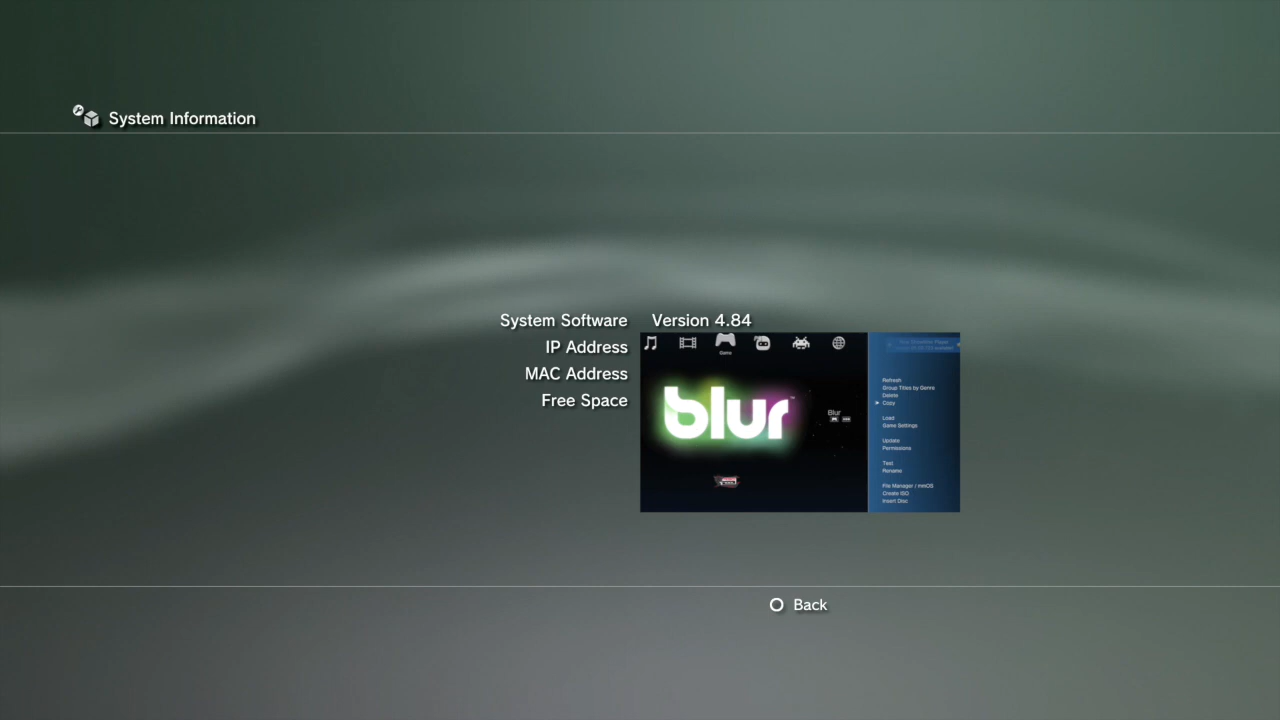 System Information
System Software Version 4.84
IP Address
MAC Address
Free Space
Game
blur
Blur
Refresh
Group Titles by Genre
Delete
Copy
Load
Game Settings
Update
Permissions
Test
Rename
File Manager / mmOS
Create ISO
Insert Disc
Back